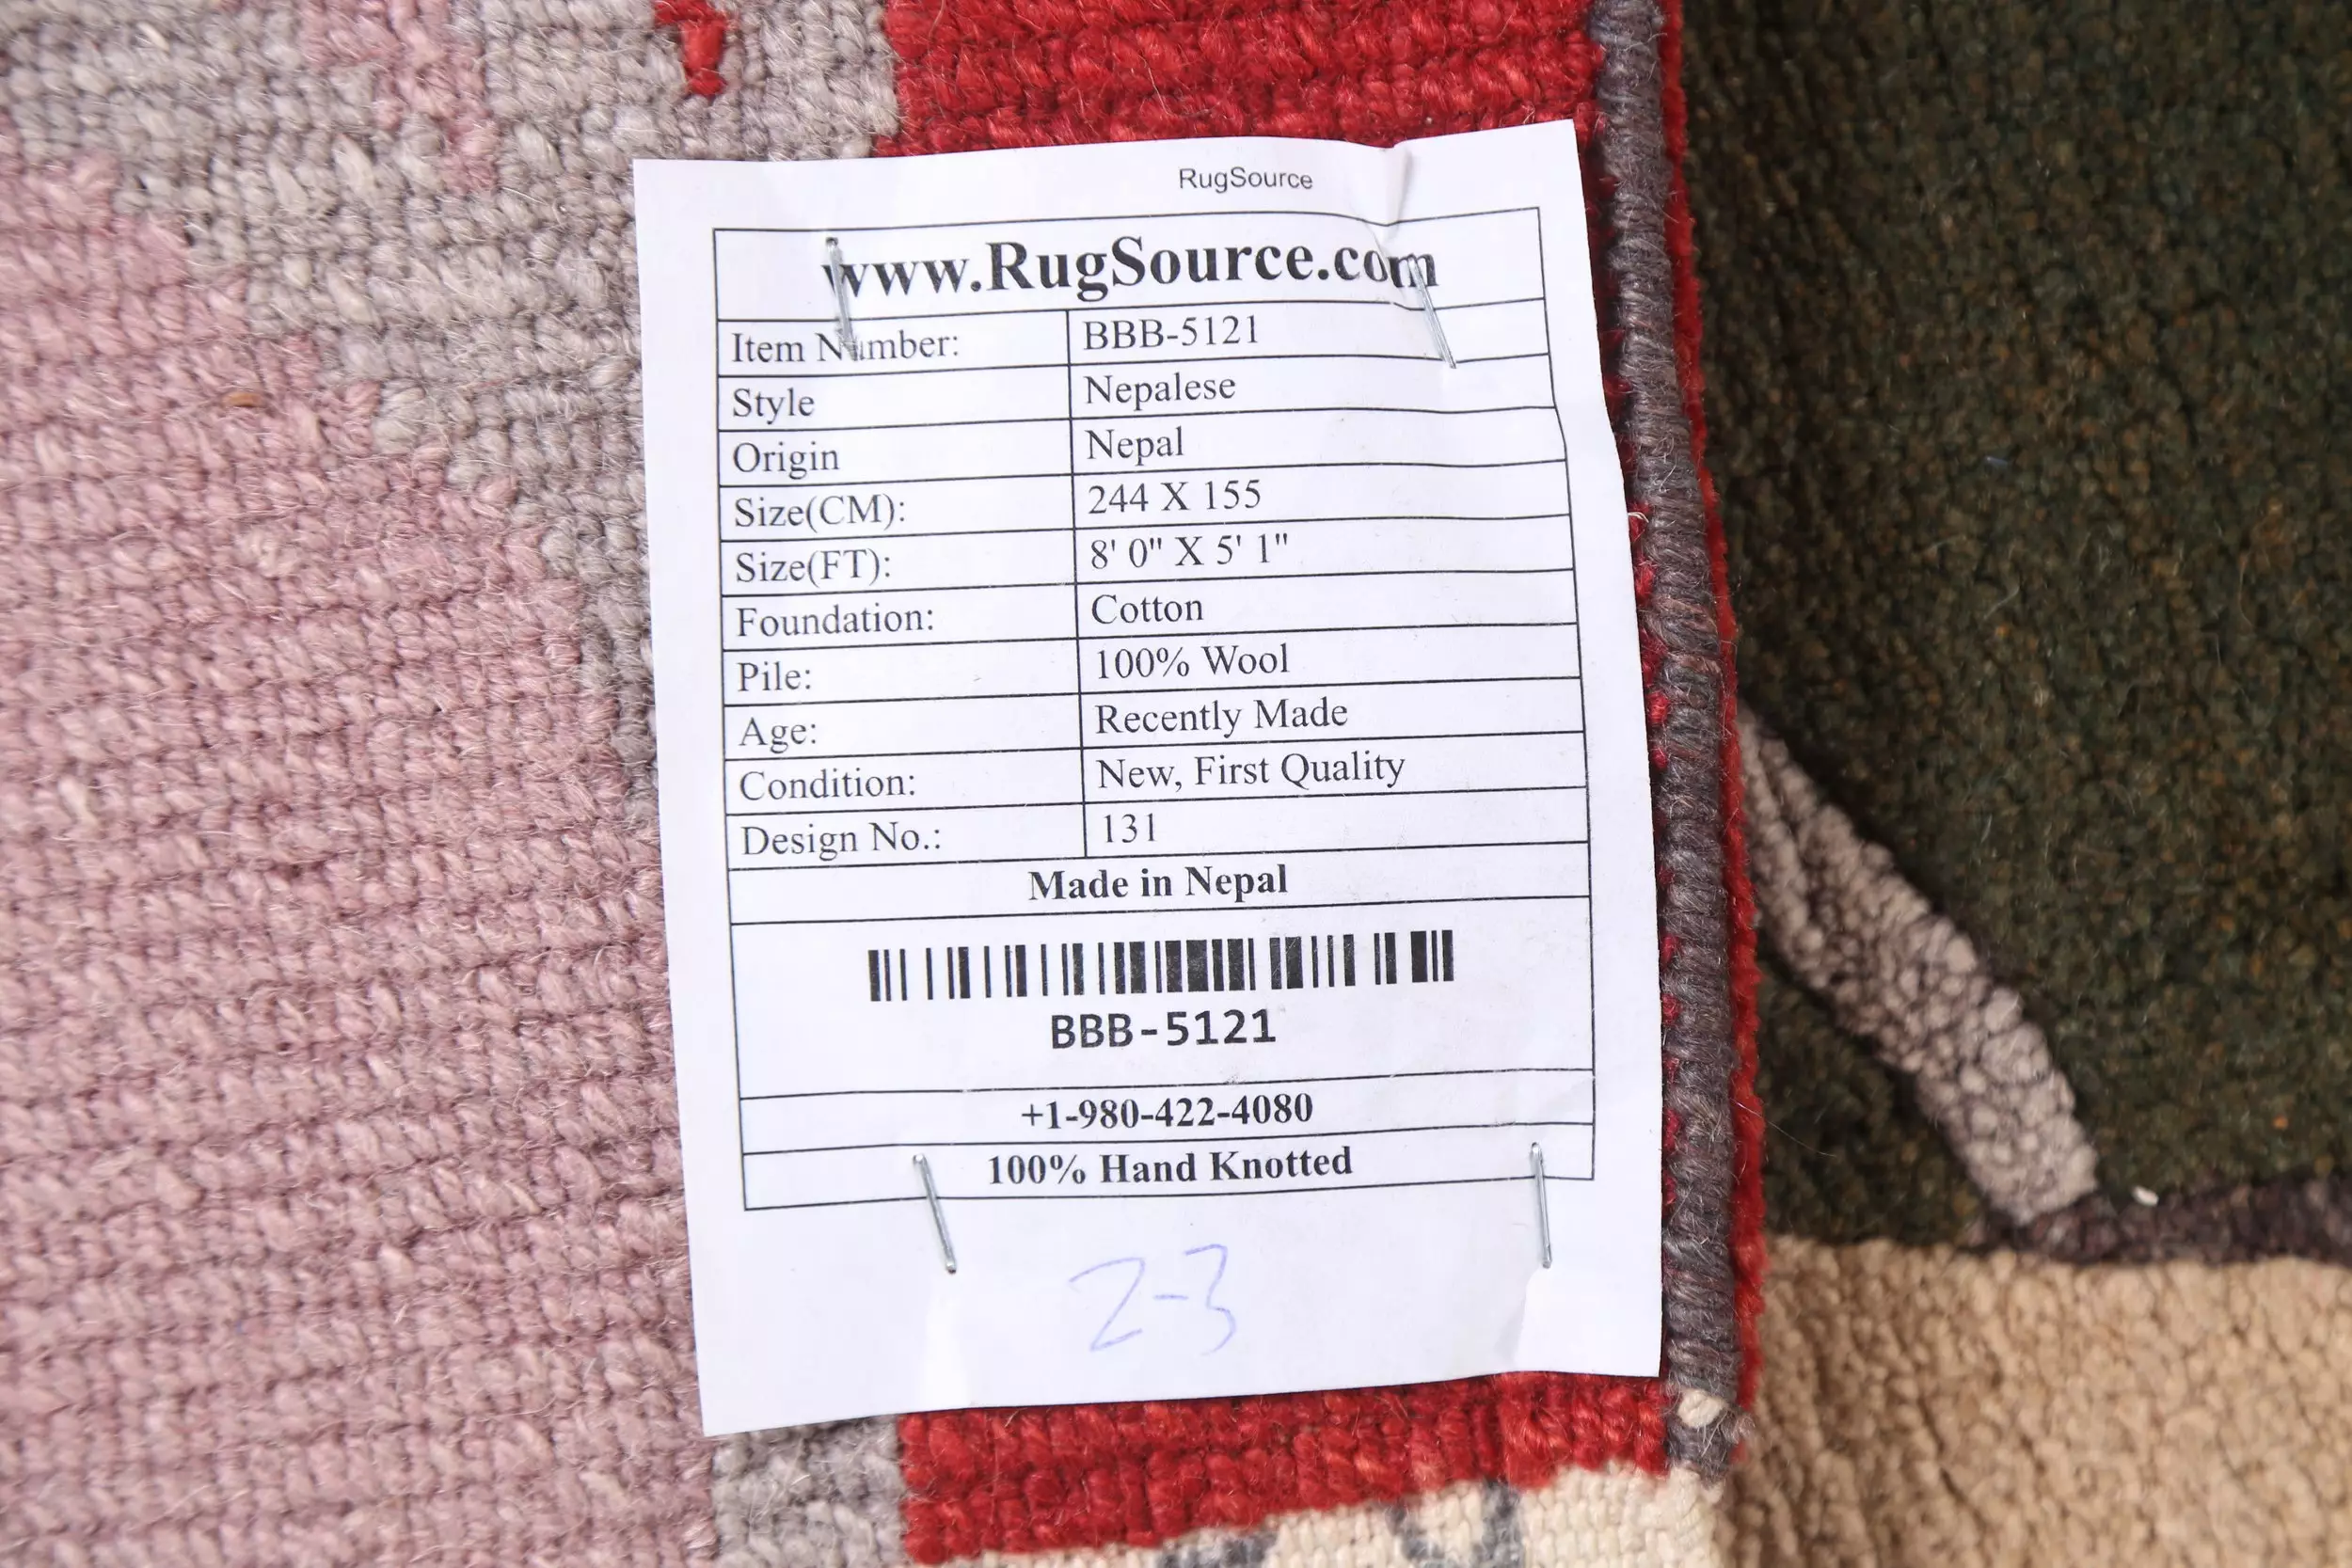 RugSource
www.RugSource.com
Item Number: BBB-5121
Style Nepalese
Origin Nepal
Size(CM): 244 X 155
Size(FT): 8' 0" X 5' 1"
Foundation: Cotton
Pile: 100% Wool
Age: Recently Made
Condition: New, First Quality
Design No.: 131
Made in Nepal
BBB-5121
+1-980-422-4080
100% Hand Knotted
2-3